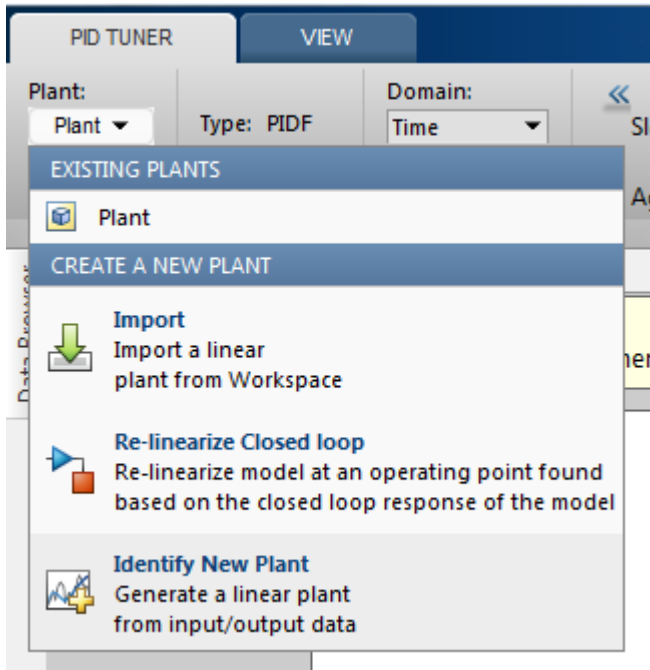 PID TUNER VIEW
Plant: Domain:
Plant Type: PIDF Time
EXISTING PLANTS
Plant
CREATE A NEW PLANT
Import
Import a linear
plant from Workspace
Re-linearize Closed loop
Re-linearize model at an operating point found
based on the closed loop response of the model
Identify New Plant
Generate a linear plant
from input/output data
Data Browser